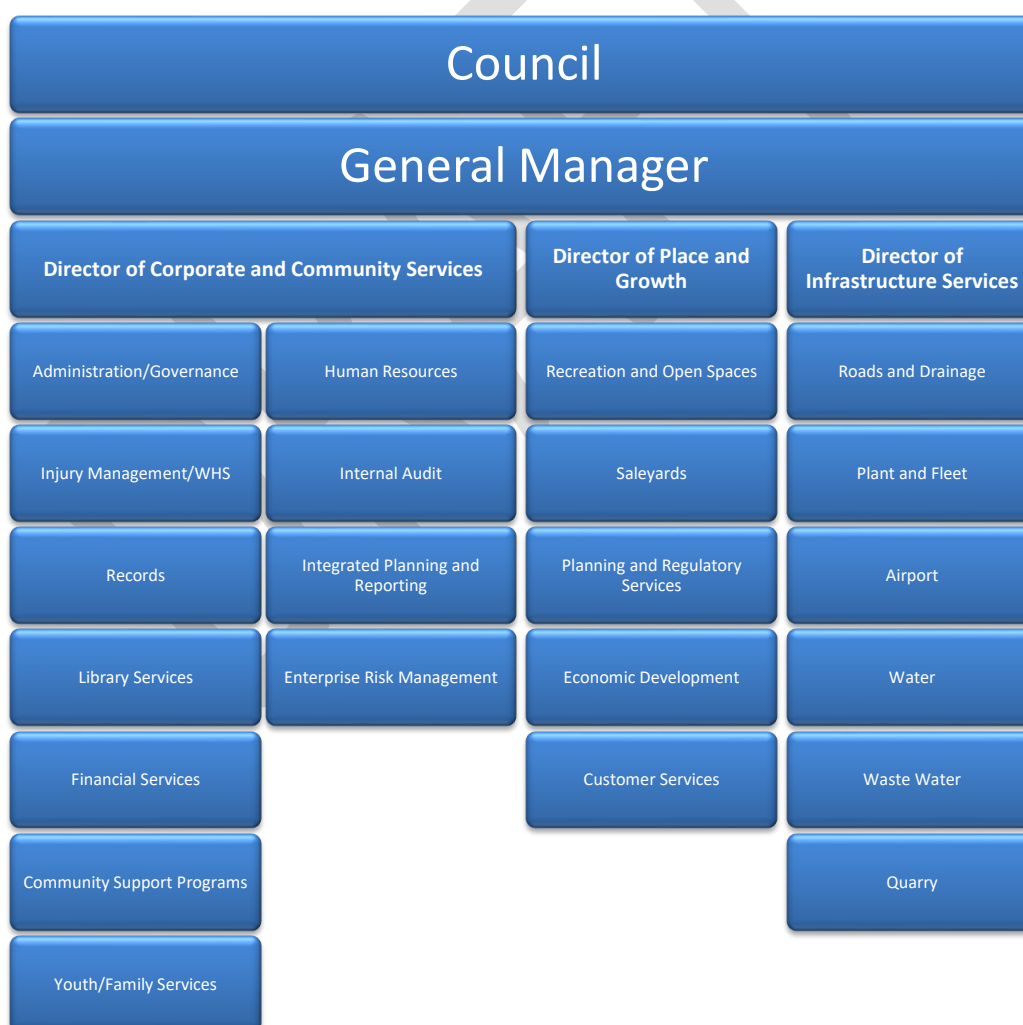 Council
General Manager
Director of Corporate and Community Services
Director of Place and
Growth
Director of
Infrastructure Services
Administration/Governance
Human Resources
Recreation and Open Spaces
Roads and Drainage
Injury Management/WHS
Internal Audit
Saleyards
Plant and Fleet
Records
Integrated Planning and
Reporting
Planning and Regulatory
Services
Airport
Library Services
Enterprise Risk Management
Economic Development
Water
Financial Services
Customer Services
Waste Water
Community Support Programs
Quarry
Youth/Family Services